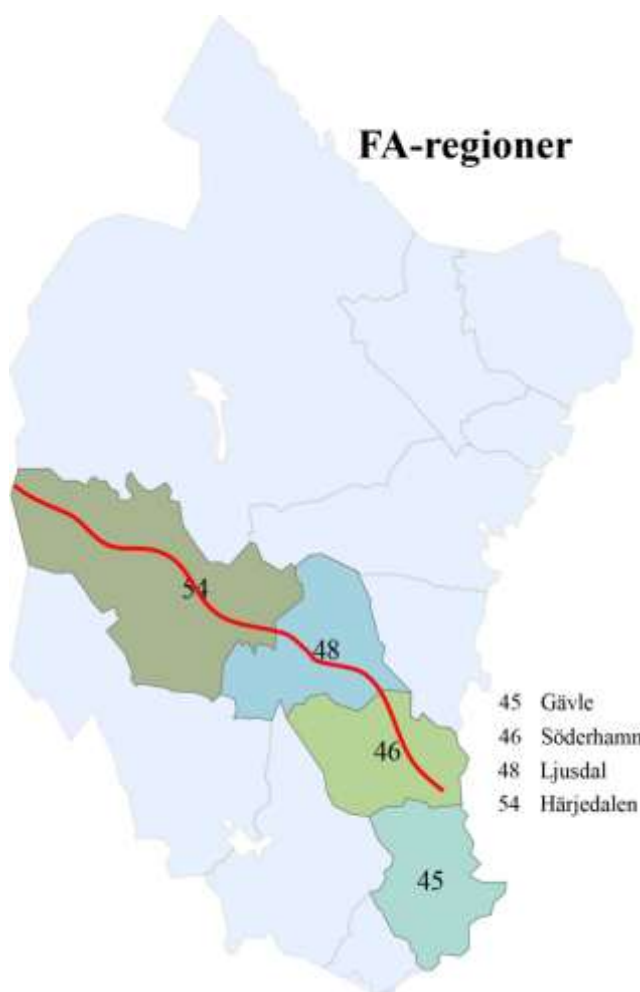 FA-regioner
54
48
46
45
45 Gävle
46 Söderhamn
48 Ljusdal
54 Härjedalen